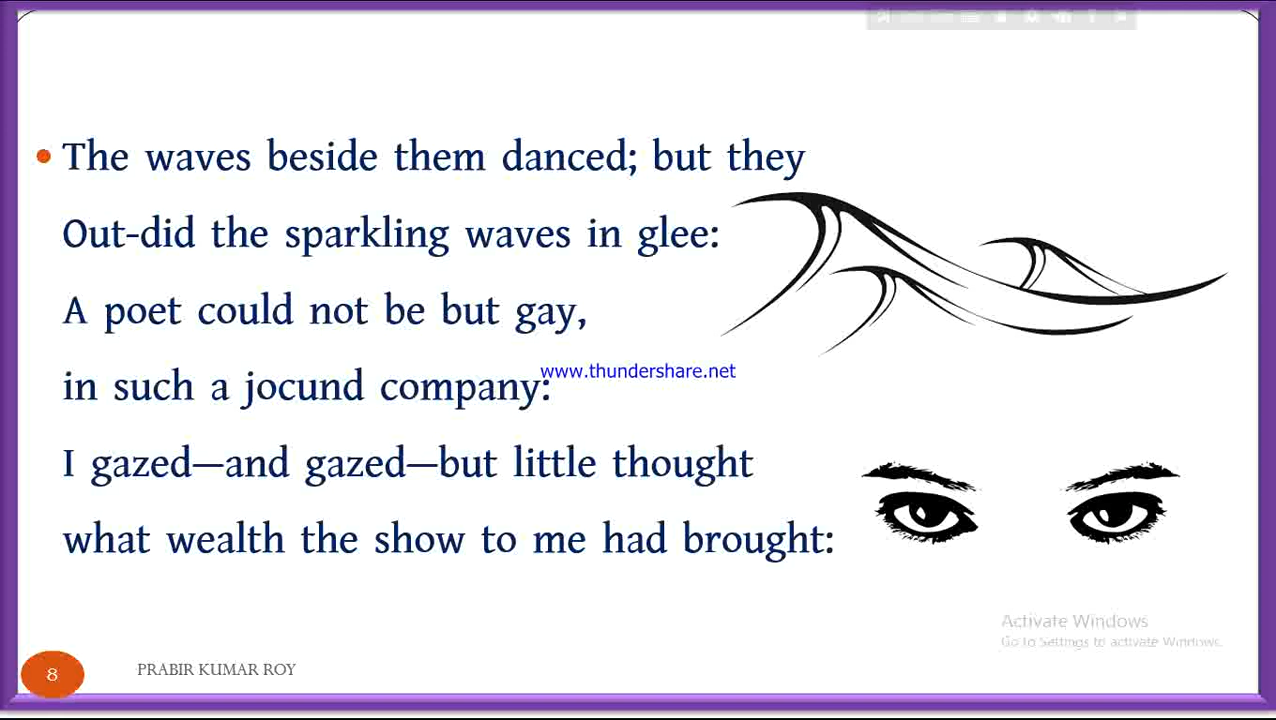 The waves beside them danced; but they
Out-did the sparkling waves in glee:
A poet could not be but gay,
in such a jocund company:
www.thundershare.net
I gazed—and gazed—but little thought
what wealth the show to me had brought:
Activate Windows
Go to Settings to activate Windows.
8
PRABIR KUMAR ROY